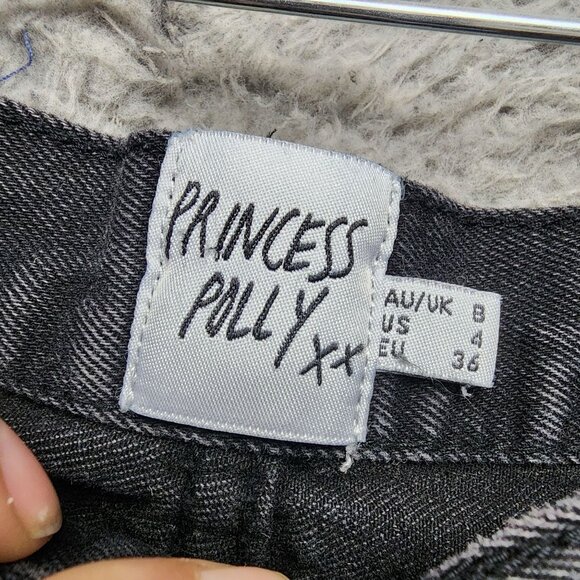 PRINCESS
POLLY
xx
AU/UK 8
US 4
EU 36